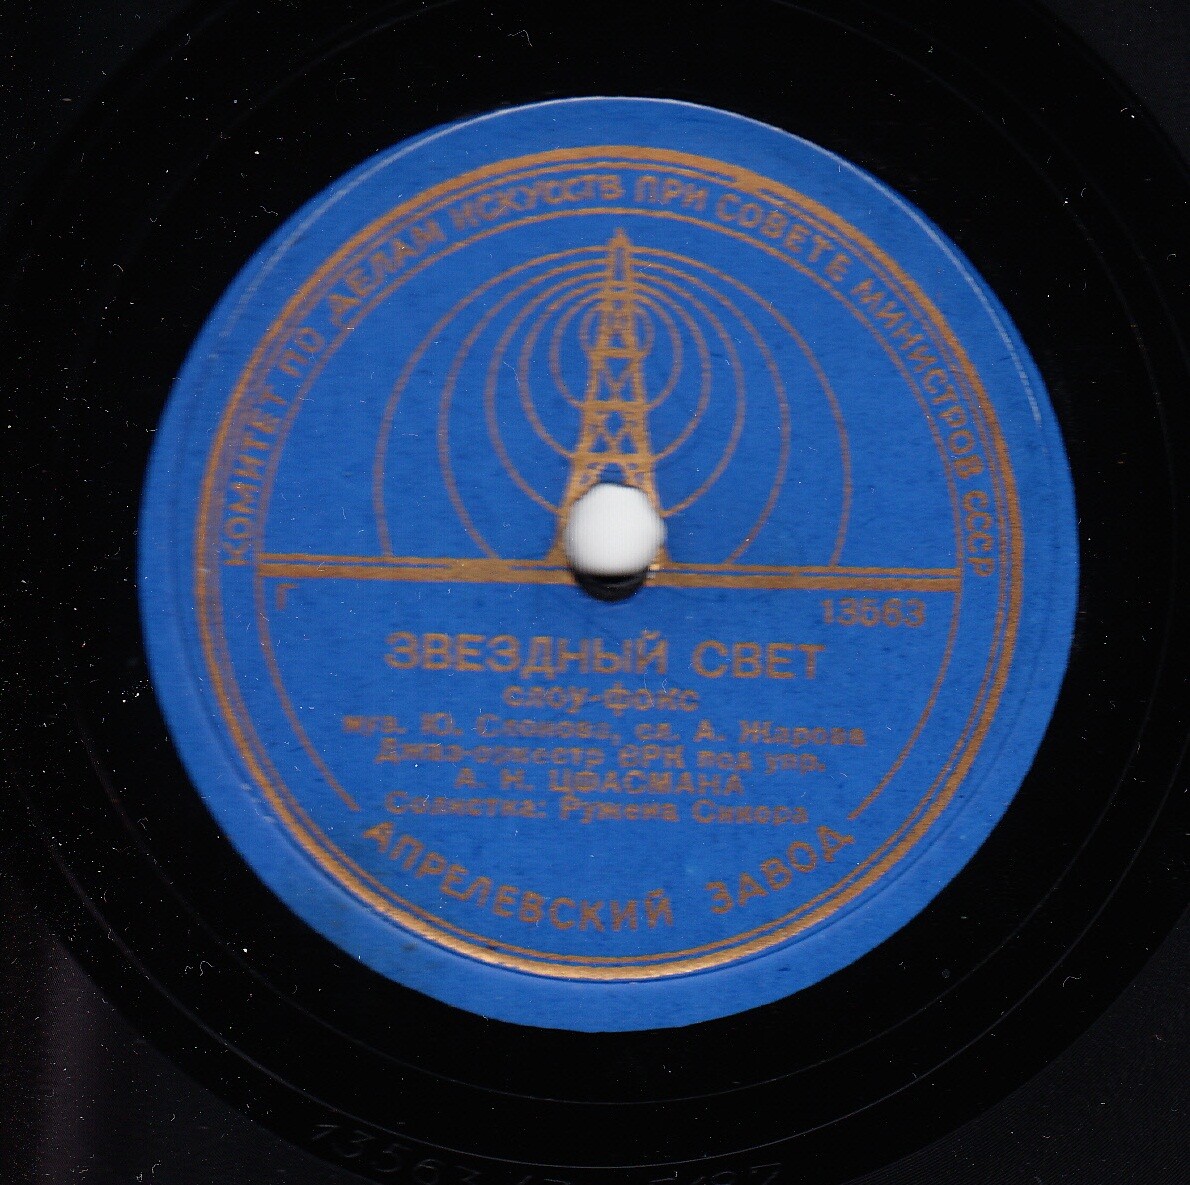 КОМИТЕТ ПО ДЕЛАМ ИСКУССТВ ПРИ СОВЕТЕ МИНИСТРОВ СССР
Г 13563
ЗВЕЗДНЫЙ СВЕТ
слоу-фокс
муз. Ю. Слонова, сл. А. Жарова
Джаз-оркестр ВРК под упр.
А. Н. ЦФАСМАНА
Солистка: Ружена Сикора
АПРЕЛЕВСКИЙ ЗАВОД
13563